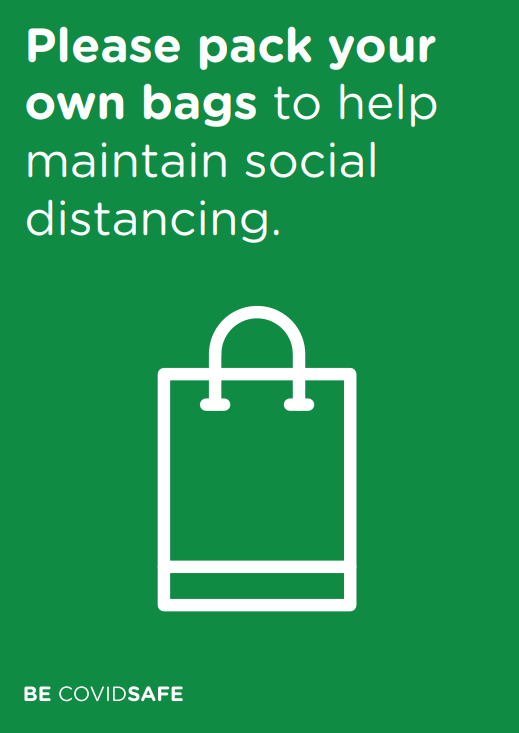 Please pack your
own bags to help
maintain social
distancing.
BE COVIDSAFE